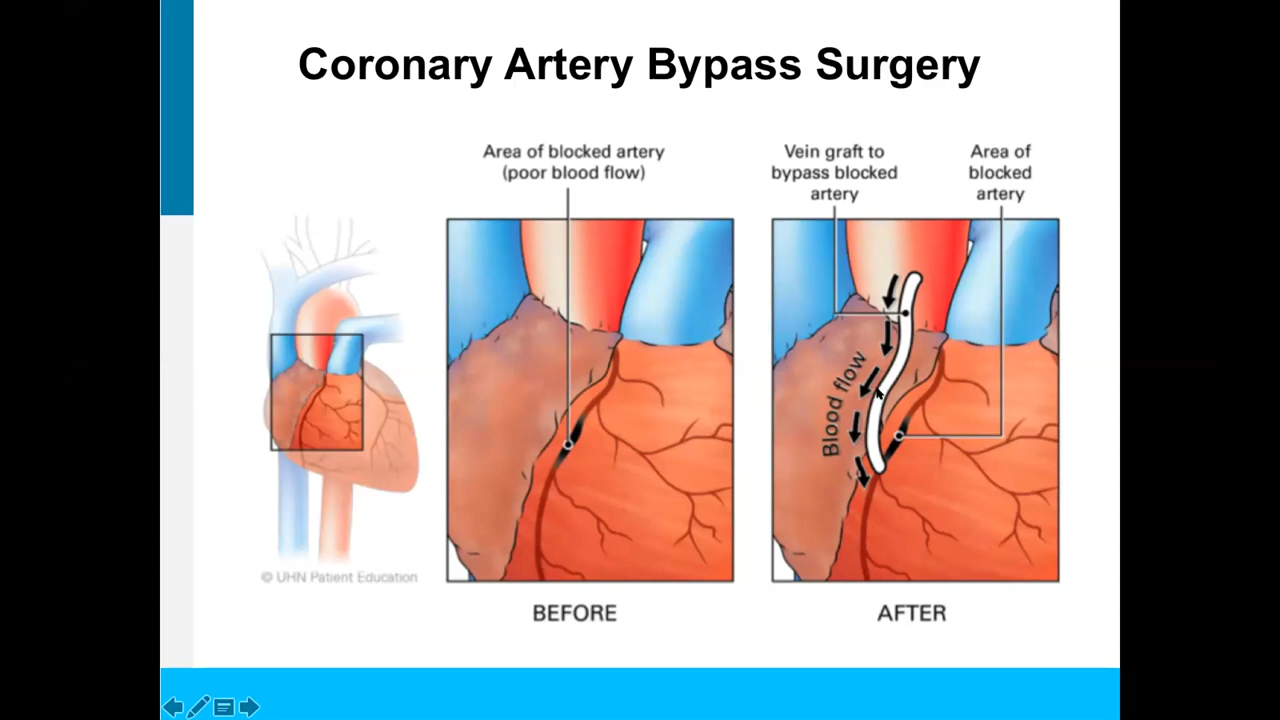 Coronary Artery Bypass Surgery
Area of blocked artery
(poor blood flow)
Vein graft to
bypass blocked
artery
Area of
blocked
artery
Blood flow
© UHN Patient Education
BEFORE
AFTER